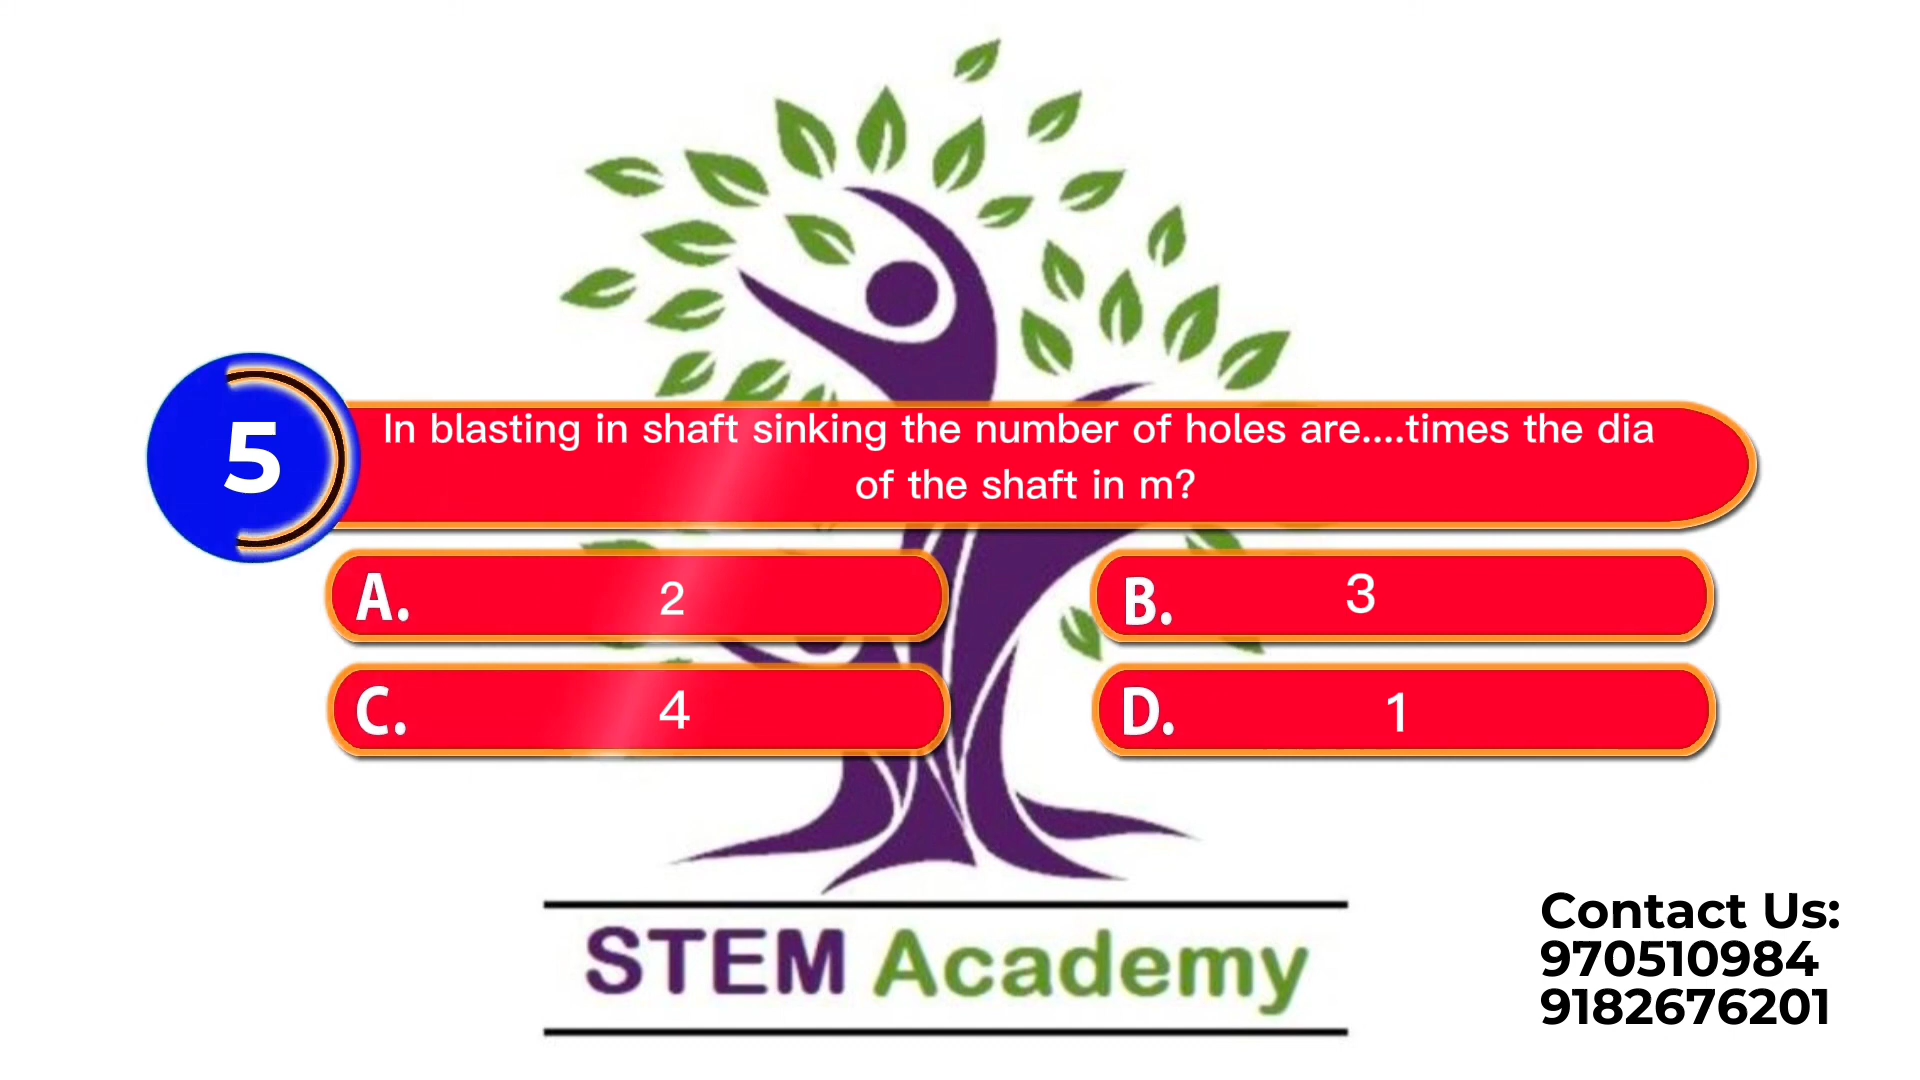 5
In blasting in shaft sinking the number of holes are....times the dia
of the shaft in m?
A. 2
B. 3
C. 4
D. 1
STEM Academy
Contact Us:
970510984
9182676201